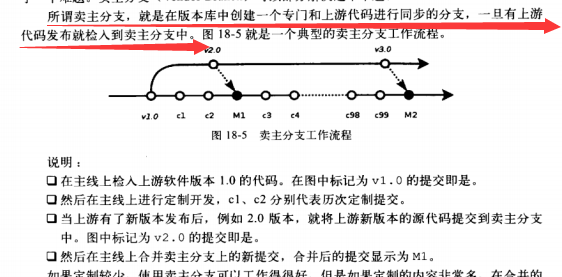 所谓卖主分支，就是在版本库中创建一个专门和上游代码进行同步的分支，一旦有上游
代码发布就检入到卖主分支中。图 18-5 就是一个典型的卖主分支工作流程。
v2.0 v3.0
v1.0 c1 c2 M1 c3 c4 c98 c99 M2
图 18-5 卖主分支工作流程
说明：
❑ 在主线上检入上游软件版本 1.0 的代码。在图中标记为 v1.0 的提交即是。
❑ 然后在主线上进行定制开发，c1、c2 分别代表历次定制提交。
❑ 当上游有了新版本发布后，例如 2.0 版本，就将上游新版本的源代码提交到卖主分支
中。图中标记为 v2.0 的提交即是。
❑ 然后在主线上合并卖主分支上的新提交，合并后的提交显示为 M1。
如果定制较少，使用卖主分支可以工作得很好，但是如果定制的内容非常多，在合并的